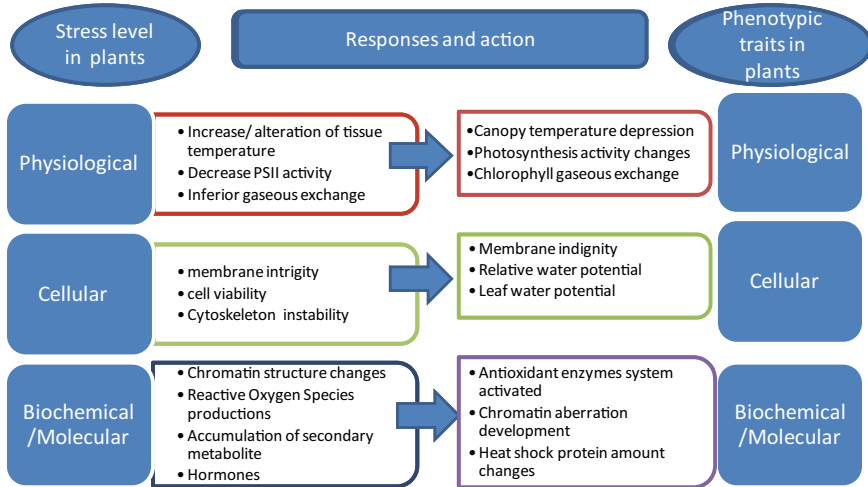 Stress level
in plants
Responses and action
Phenotypic
traits in
plants
Physiological
• Increase/ alteration of tissue
temperature
• Decrease PSII activity
• Inferior gaseous exchange
•Canopy temperature depression
•Photosynthesis activity changes
•Chlorophyll gaseous exchange
Physiological
Cellular
• membrane intrigity
• cell viability
• Cytoskeleton instability
• Membrane indignity
• Relative water potential
• Leaf water potential
Cellular
Biochemical
/Molecular
• Chromatin structure changes
• Reactive Oxygen Species
productions
• Accumulation of secondary
metabolite
• Hormones
• Antioxidant enzymes system
activated
• Chromatin aberration
development
• Heat shock protein amount
changes
Biochemical
/Molecular